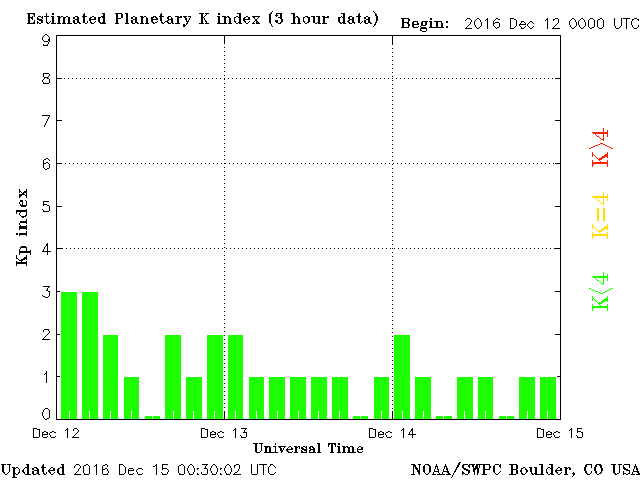 Estimated Planetary K index (3 hour data) Begin: 2016 Dec 12 0000 UTC
9
8
7
6
5
4
3
2
1
0
Kp index
K>4
K=4
K<4
Dec 12 Dec 13 Dec 14 Dec 15
Universal Time
Updated 2016 Dec 15 00:30:02 UTC NOAA/SWPC Boulder, CO USA